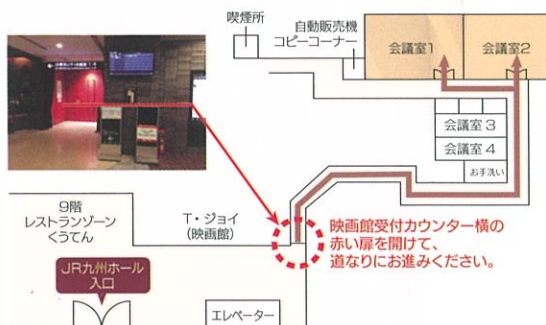 喫煙所
自動販売機
コピーコーナー
会議室1
会議室2
会議室3
会議室4
お手洗い
9階
レストランゾーン
くうてん
T・ジョイ
(映画館)
映画館受付カウンター横の
赤い扉を開けて、
道なりにお進みください。
JR九州ホール
入口
エレベーター